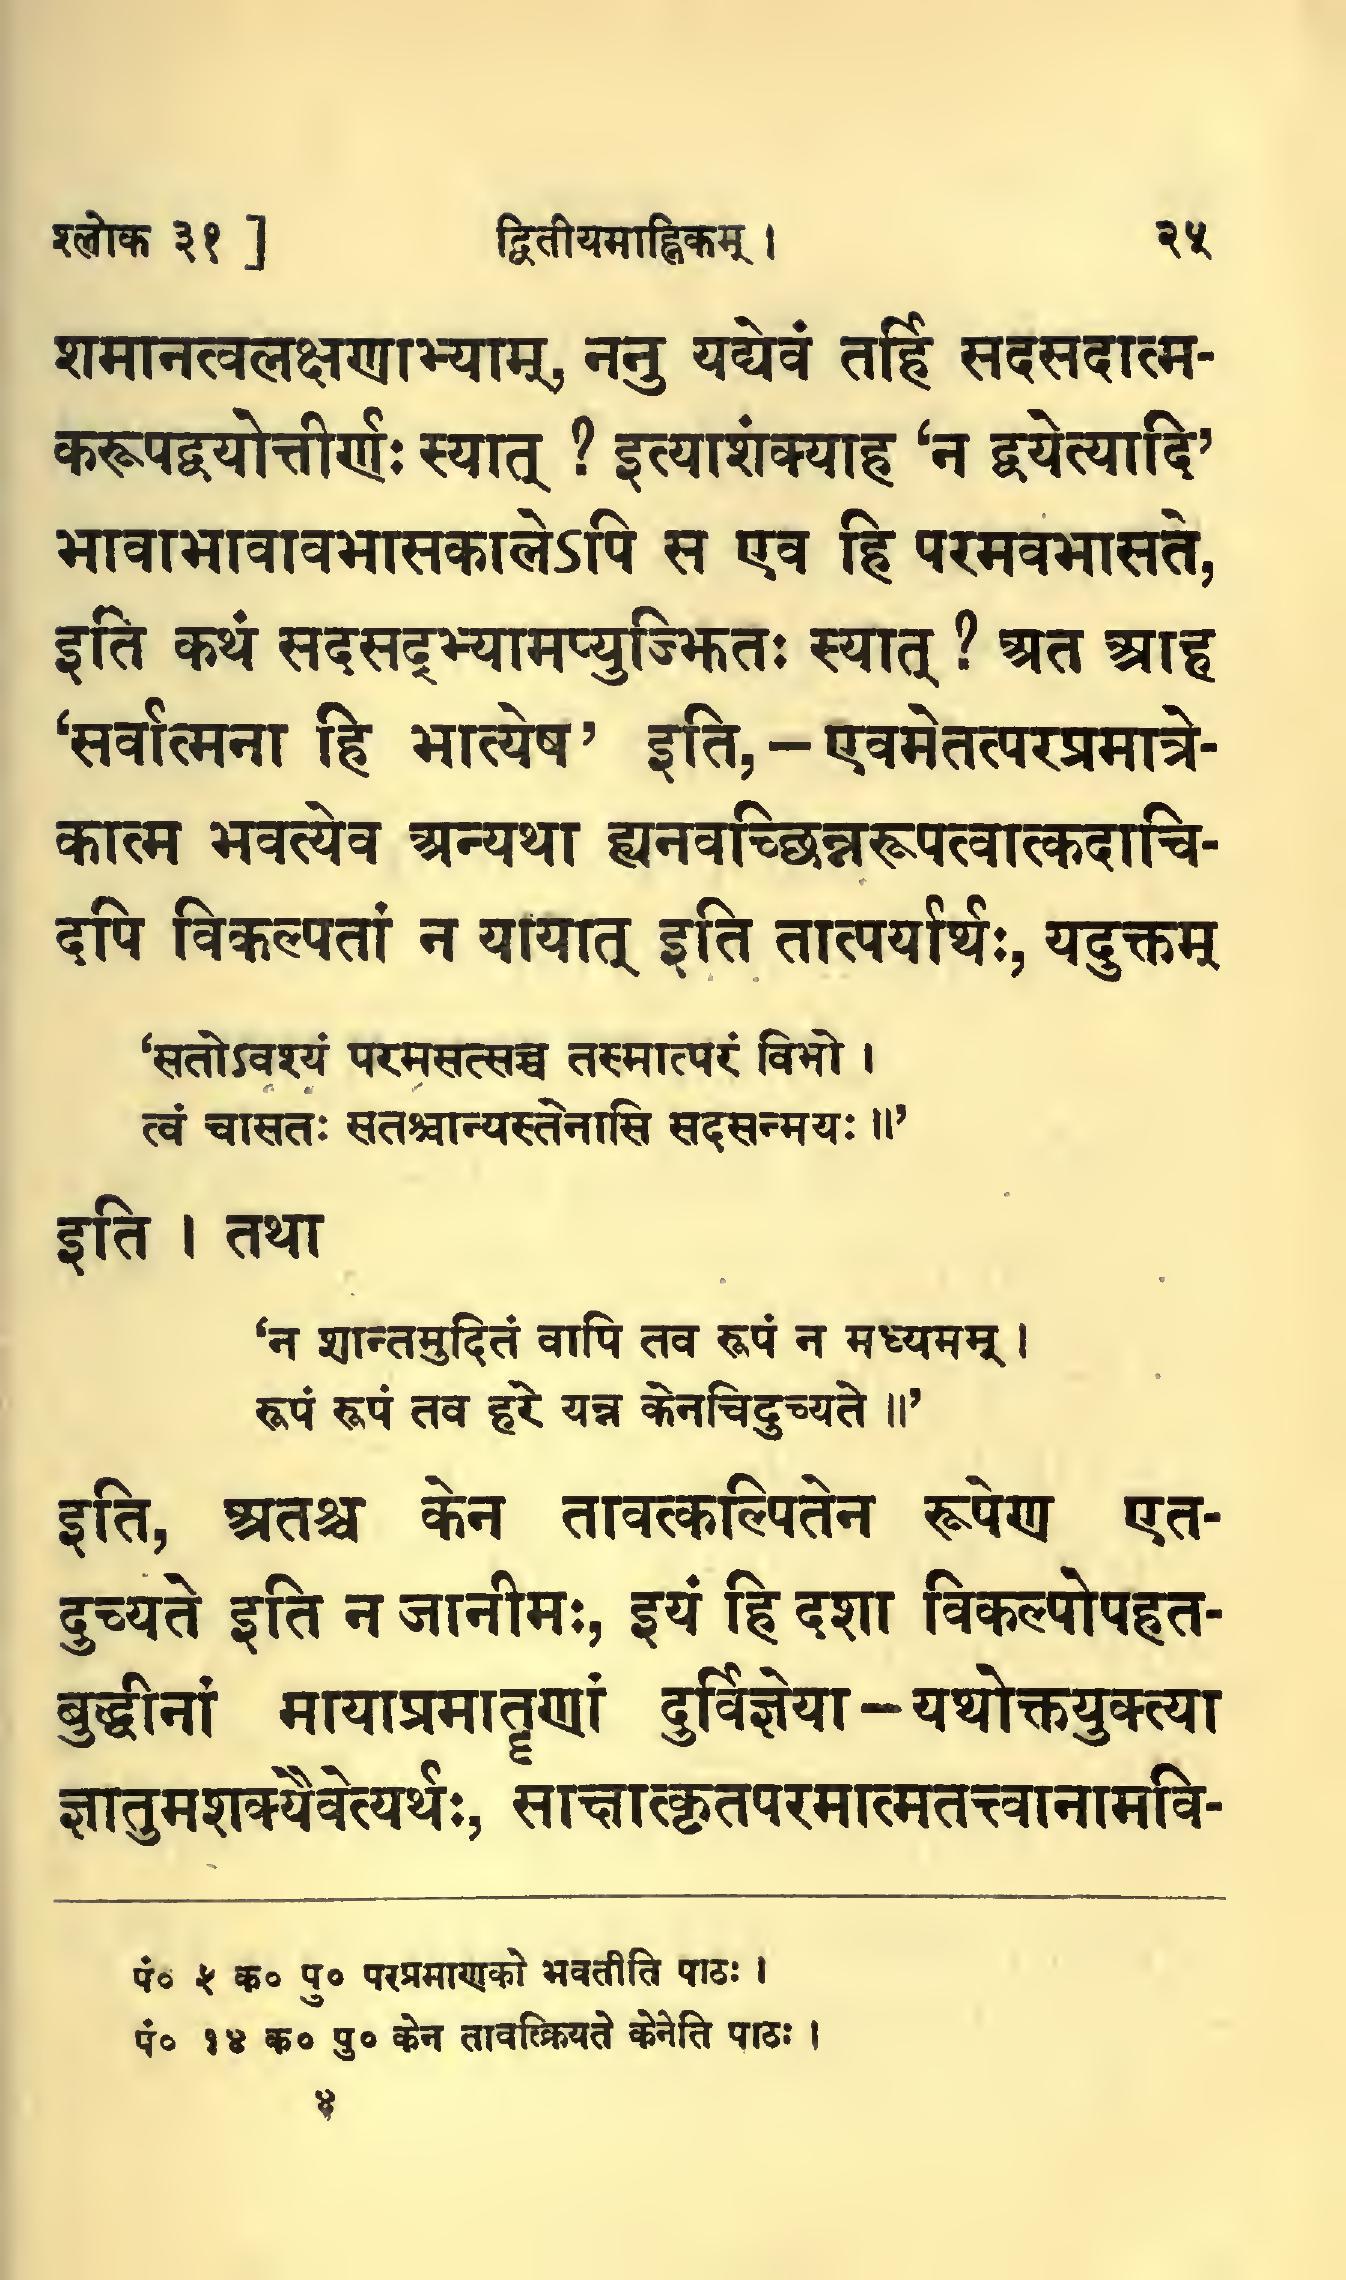 श्लोक ३१ ] द्वितीयमाह्निकम् । २५
शमानत्वलक्षणाभ्याम्, ननु यद्येवं तर्हि सदसदात्म-
करूपद्वयोत्तीर्णः स्यात् ? इत्याशंक्याह ‘न द्वयेत्यादि’
भावाभावावभासकालेऽपि स एव हि परमवभासते,
इति कथं सदसद्भ्यामप्युज्झितः स्यात् ? अत आह
‘सर्वात्मना हि भात्येष’ इति,—एवमेतत्परप्रमात्रे-
कात्म भवत्येव अन्यथा ह्यनवच्छिन्नरूपत्वात्कदाचि-
दपि विकल्पतां न यायात् इति तात्पर्यार्थः, यदुक्तम्
‘सतोऽवश्यं परमसत्सच्च तस्मात्परं विभो ।
त्वं चासतः सतश्चान्यस्तेनासि सदसन्मयः ॥’
इति । तथा
‘न शान्तमुदितं वापि तव रूपं न मध्यमम् ।
रूपं रूपं तव हरे यन्न केनचिदुच्यते ॥’
इति, अतश्च केन तावत्कल्पितेन रूपेण एत-
दुच्यते इति न जानीमः, इयं हि दशा विकल्पोपहत-
बुद्धीनां मायाप्रमातॄणां दुर्विज्ञेया—यथोक्तयुक्त्या
ज्ञातुमशक्यैवेत्यर्थः, साक्षात्कृतपरमात्मतत्त्वानामवि-
पं० ५ क० पु० परप्रमाणको भवतीति पाठः ।
पं० १४ क० पु० केन तावत्क्रियते केनेति पाठः ।
४